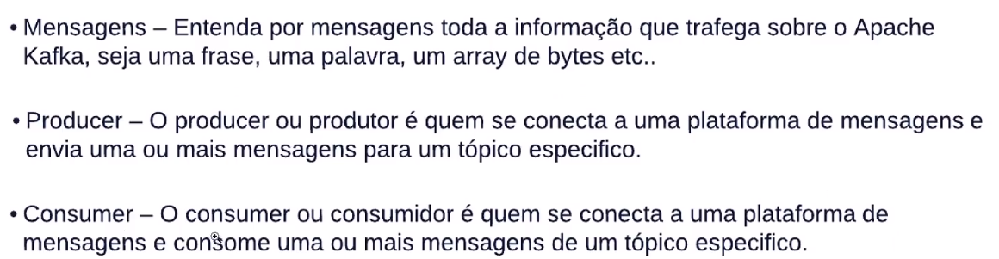 • Mensagens – Entenda por mensagens toda a informação que trafega sobre o Apache
Kafka, seja uma frase, uma palavra, um array de bytes etc..
• Producer – O producer ou produtor é quem se conecta a uma plataforma de mensagens e
envia uma ou mais mensagens para um tópico especifico.
• Consumer – O consumer ou consumidor é quem se conecta a uma plataforma de
mensagens e consome uma ou mais mensagens de um tópico especifico.